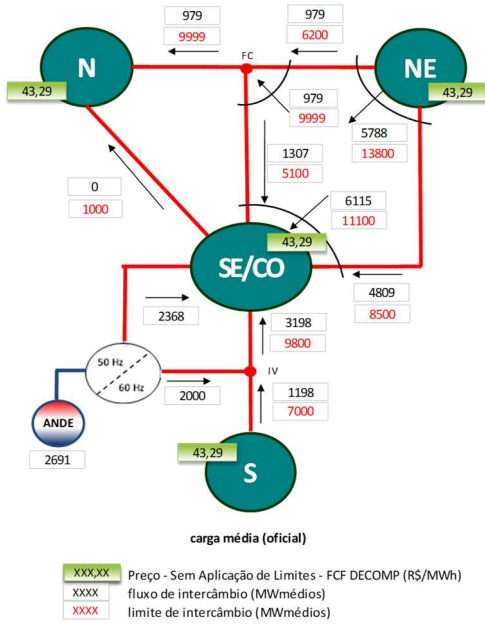 979
9999
979
6200
FC
N
NE
43,29
43,29
979
9999
5788
13800
1307
5100
0
1000
6115
11100
43,29
SE/CO
2368
4809
8500
3198
9800
50 Hz
60 Hz
IV
2000
1198
7000
ANDE
2691
43,29
S
carga média (oficial)
XXX,XX Preço - Sem Aplicação de Limites - FCF DECOMP (R$/MWh)
XXXX fluxo de intercâmbio (MWmédios)
XXXX limite de intercâmbio (MWmédios)